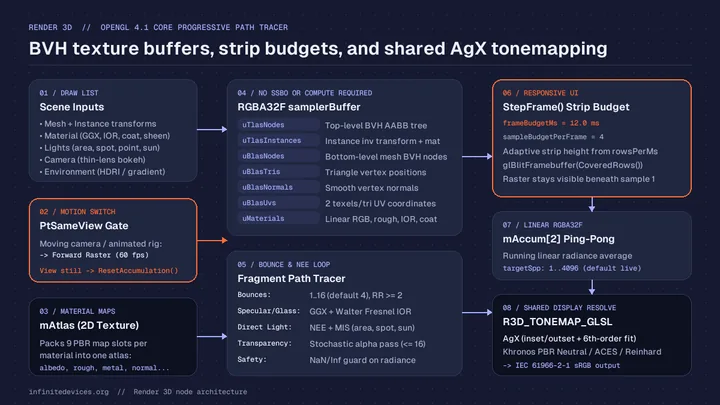 RENDER 3D // OPENGL 4.1 CORE PROGRESSIVE PATH TRACER
BVH texture buffers, strip budgets, and shared AgX tonemapping
01 / DRAW LIST
Scene Inputs
• Mesh + Instance transforms
• Material (GGX, IOR, coat, sheen)
• Lights (area, spot, point, sun)
• Camera (thin-lens bokeh)
• Environment (HDRI / gradient)
02 / MOTION SWITCH
PtSameView Gate
Moving camera / animated rig:
-> Forward Raster (60 fps)
View still -> ResetAccumulation()
03 / MATERIAL MAPS
mAtlas (2D Texture)
Packs 9 PBR map slots per
material into one atlas:
albedo, rough, metal, normal...
04 / NO SSBO OR COMPUTE REQUIRED
RGBA32F samplerBuffer
uTlasNodes Top-level BVH AABB tree
uTlasInstances Instance inv transform + mat
uBlasNodes Bottom-level mesh BVH nodes
uBlasTris Triangle vertex positions
uBlasNormals Smooth vertex normals
uBlasUvs 2 texels/tri UV coordinates
uMaterials Linear RGB, rough, IOR, coat
05 / BOUNCE & NEE LOOP
Fragment Path Tracer
Bounces: 1..16 (default 4), RR >= 2
Specular/Glass: GGX + Walter Fresnel IOR
Direct Light: NEE + MIS (area, spot, sun)
Transparency: Stochastic alpha pass (<= 16)
Safety: NaN/Inf guard on radiance
06 / RESPONSIVE UI
StepFrame() Strip Budget
frameBudgetMs = 12.0 ms
sampleBudgetPerFrame = 4
Adaptive strip height from rowsPerMs
glBlitFramebuffer(CoveredRows())
Raster stays visible beneath sample 1
07 / LINEAR RGBA32F
mAccum[2] Ping-Pong
Running linear radiance average
targetSpp: 1..4096 (default live)
08 / SHARED DISPLAY RESOLVE
R3D_TONEMAP_GLSL
AgX (inset/outset + 6th-order fit)
Khronos PBR Neutral / ACES / Reinhard
-> IEC 61966-2-1 sRGB output
infinitedevices.org // Render 3D node architecture